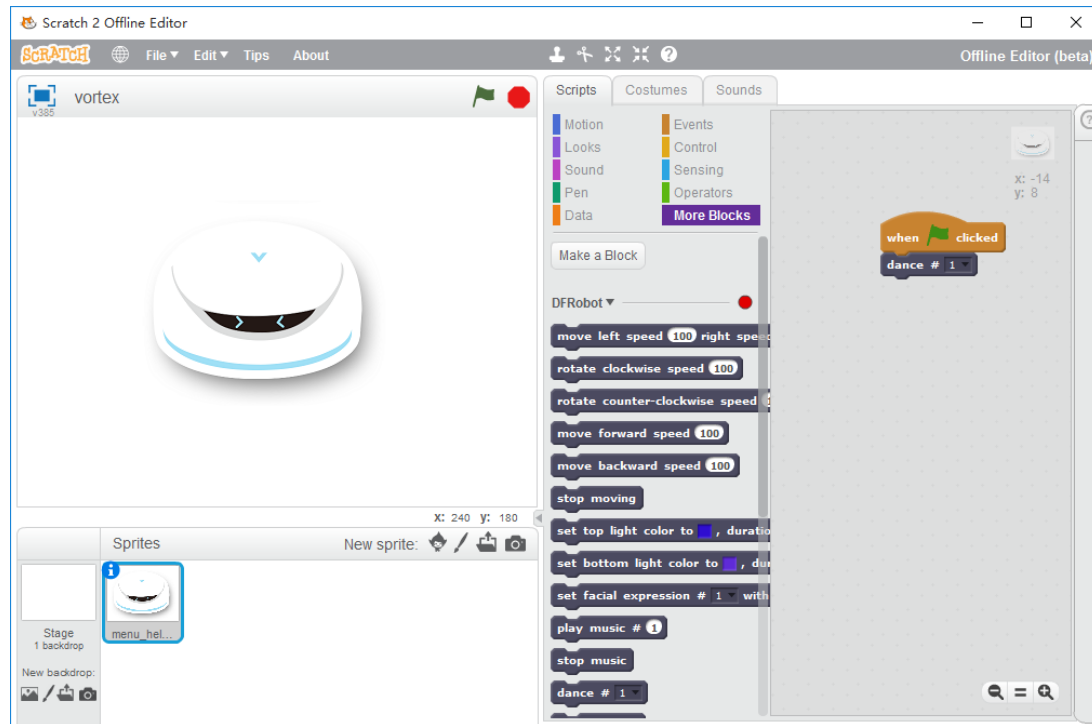 Scratch 2 Offline Editor
SCRATCH File Edit Tips About Offline Editor (beta)
vortex
v385
Scripts Costumes Sounds
Motion Events
Looks Control
Sound Sensing
Pen Operators
Data More Blocks
Make a Block
DFRobot
move left speed 100 right spee
rotate clockwise speed 100
rotate counter-clockwise speed
move forward speed 100
move backward speed 100
stop moving
set top light color to , duratio
set bottom light color to , du
set facial expression # 1 with
play music # 1
stop music
dance # 1
x: -14
y: 8
when clicked
dance # 1
x: 240 y: 180
Sprites New sprite:
Stage
1 backdrop
New backdrop:
menu_hel...